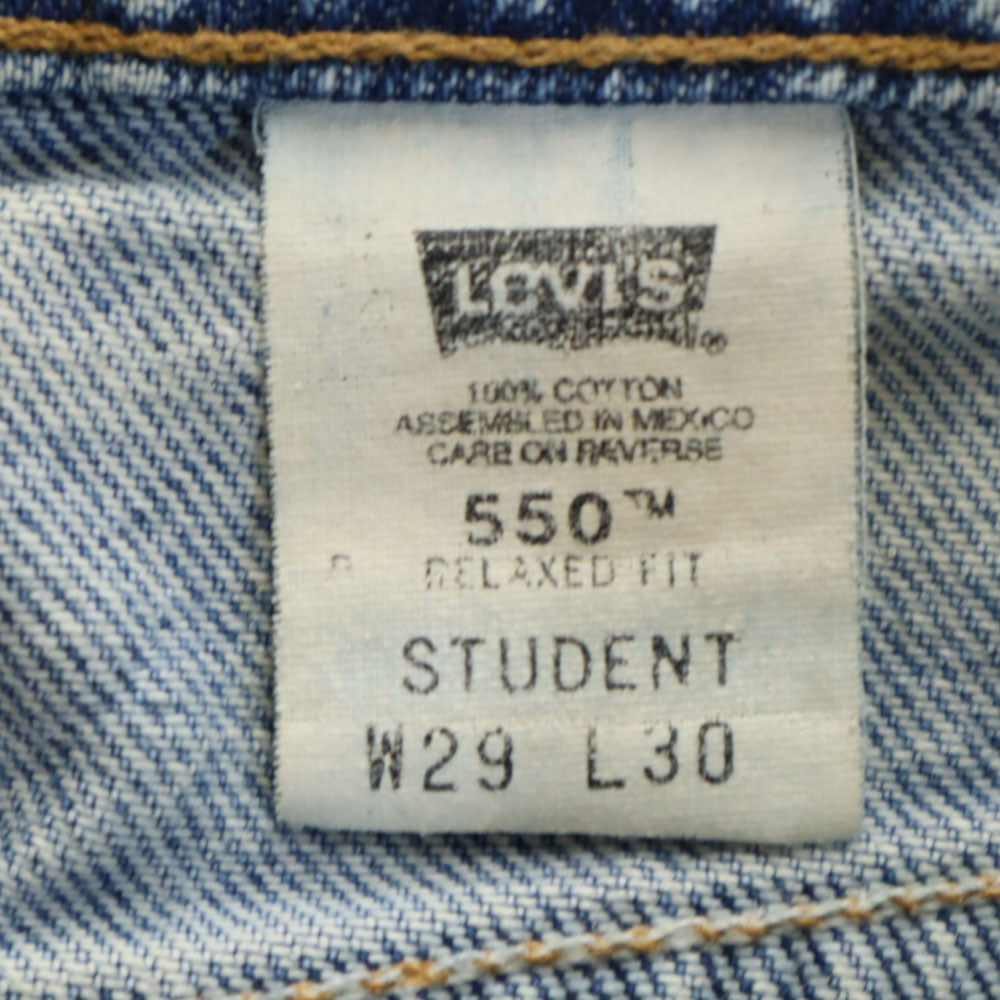 LEVI'S®
100% COTTON
ASSEMBLED IN MEXICO
CARE ON REVERSE
550™
R RELAXED FIT
STUDENT
W29 L30